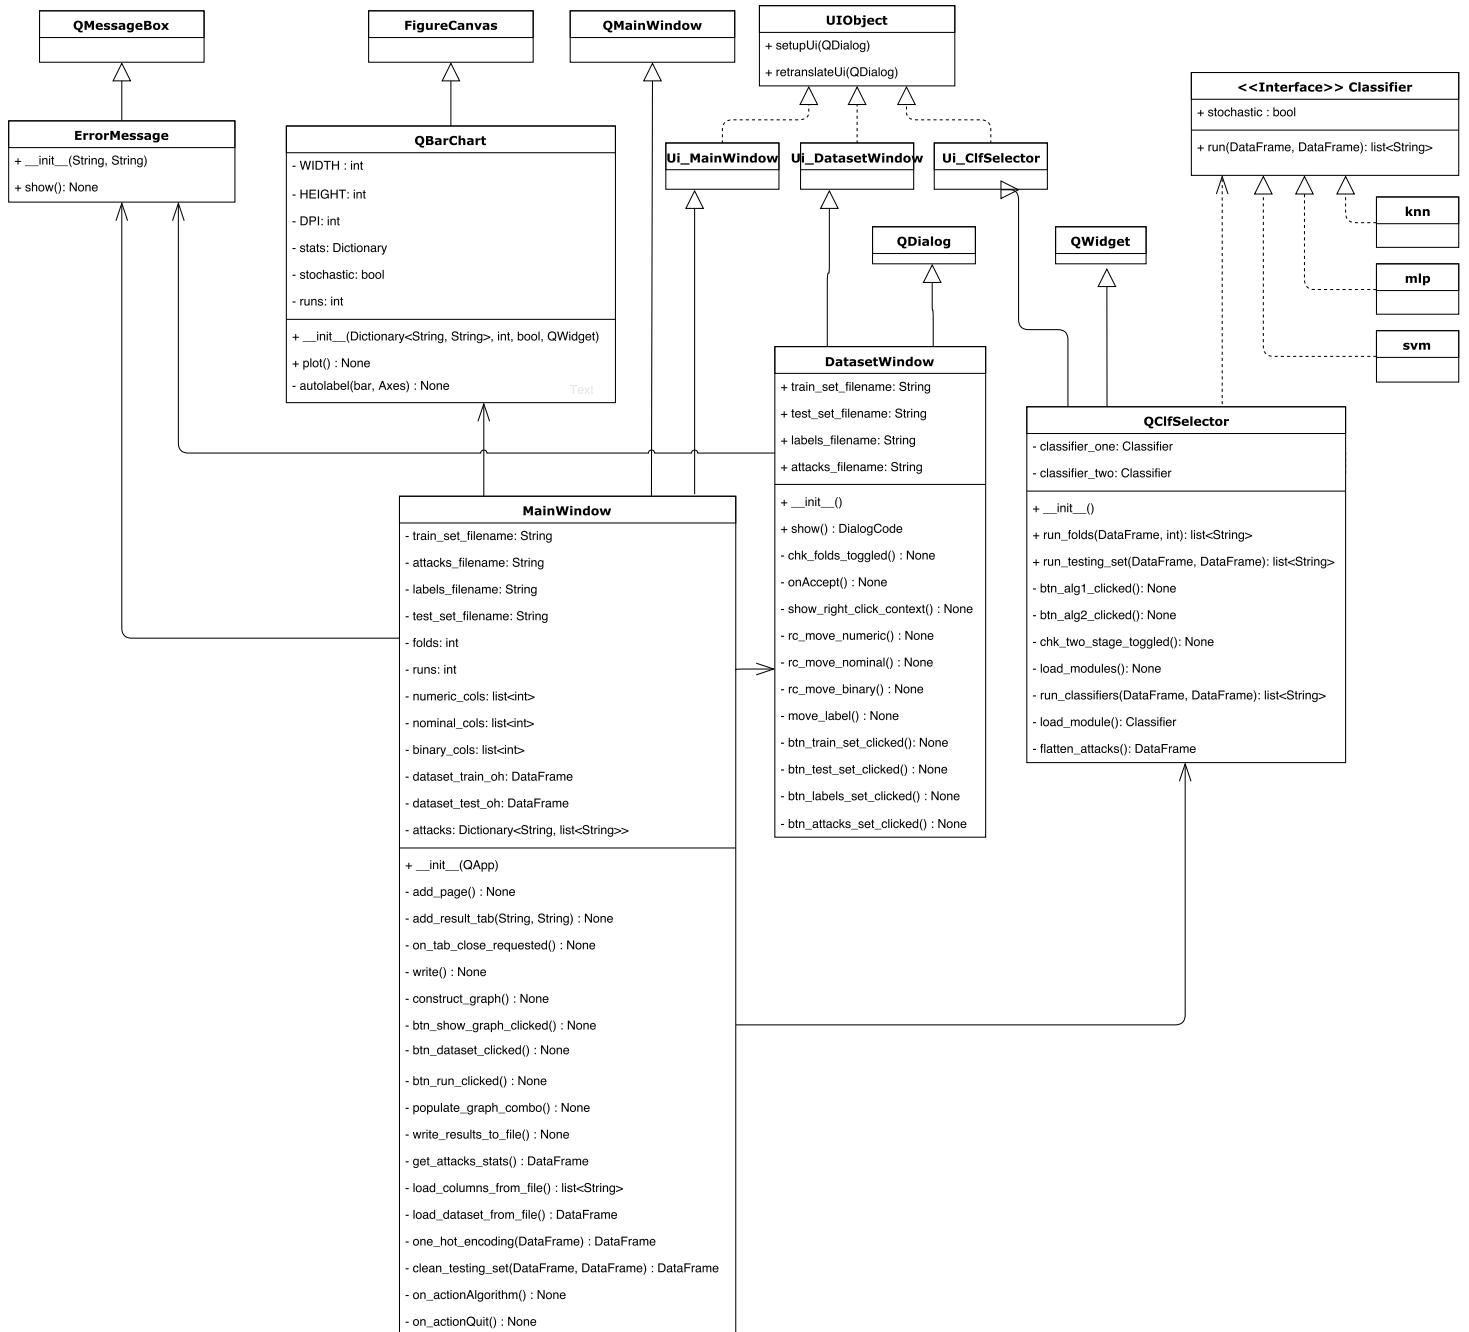 QMessageBox
FigureCanvas
QMainWindow
UIObject
+ setupUi(QDialog)
+ retranslateUi(QDialog)
<<Interface>> Classifier
+ stochastic : bool
+ run(DataFrame, DataFrame): list<String>
ErrorMessage
+ __init__(String, String)
+ show(): None
QBarChart
- WIDTH : int
- HEIGHT: int
- DPI: int
- stats: Dictionary
- stochastic: bool
- runs: int
+ __init__(Dictionary<String, String>, int, bool, QWidget)
+ plot() : None
- autolabel(bar, Axes) : None
Text
Ui_MainWindow
Ui_DatasetWindow
Ui_ClfSelector
QDialog
QWidget
knn
mlp
svm
DatasetWindow
+ train_set_filename: String
+ test_set_filename: String
+ labels_filename: String
+ attacks_filename: String
+ __init__()
+ show() : DialogCode
- chk_folds_toggled() : None
- onAccept() : None
- show_right_click_context() : None
- rc_move_numeric() : None
- rc_move_nominal() : None
- rc_move_binary() : None
- move_label() : None
- btn_train_set_clicked(): None
- btn_test_set_clicked() : None
- btn_labels_set_clicked() : None
- btn_attacks_set_clicked() : None
QClfSelector
- classifier_one: Classifier
- classifier_two: Classifier
+ __init__()
+ run_folds(DataFrame, int): list<String>
+ run_testing_set(DataFrame, DataFrame): list<String>
- btn_alg1_clicked(): None
- btn_alg2_clicked(): None
- chk_two_stage_toggled(): None
- load_modules(): None
- run_classifiers(DataFrame, DataFrame): list<String>
- load_module(): Classifier
- flatten_attacks(): DataFrame
MainWindow
- train_set_filename: String
- attacks_filename: String
- labels_filename: String
- test_set_filename: String
- folds: int
- runs: int
- numeric_cols: list<int>
- nominal_cols: list<int>
- binary_cols: list<int>
- dataset_train_oh: DataFrame
- dataset_test_oh: DataFrame
- attacks: Dictionary<String, list<String>>
+ __init__(QApp)
- add_page() : None
- add_result_tab(String, String) : None
- on_tab_close_requested() : None
- write() : None
- construct_graph() : None
- btn_show_graph_clicked() : None
- btn_dataset_clicked() : None
- btn_run_clicked() : None
- populate_graph_combo() : None
- write_results_to_file() : None
- get_attacks_stats() : DataFrame
- load_columns_from_file() : list<String>
- load_dataset_from_file() : DataFrame
- one_hot_encoding(DataFrame) : DataFrame
- clean_testing_set(DataFrame, DataFrame) : DataFrame
- on_actionAlgorithm() : None
- on_actionQuit() : None